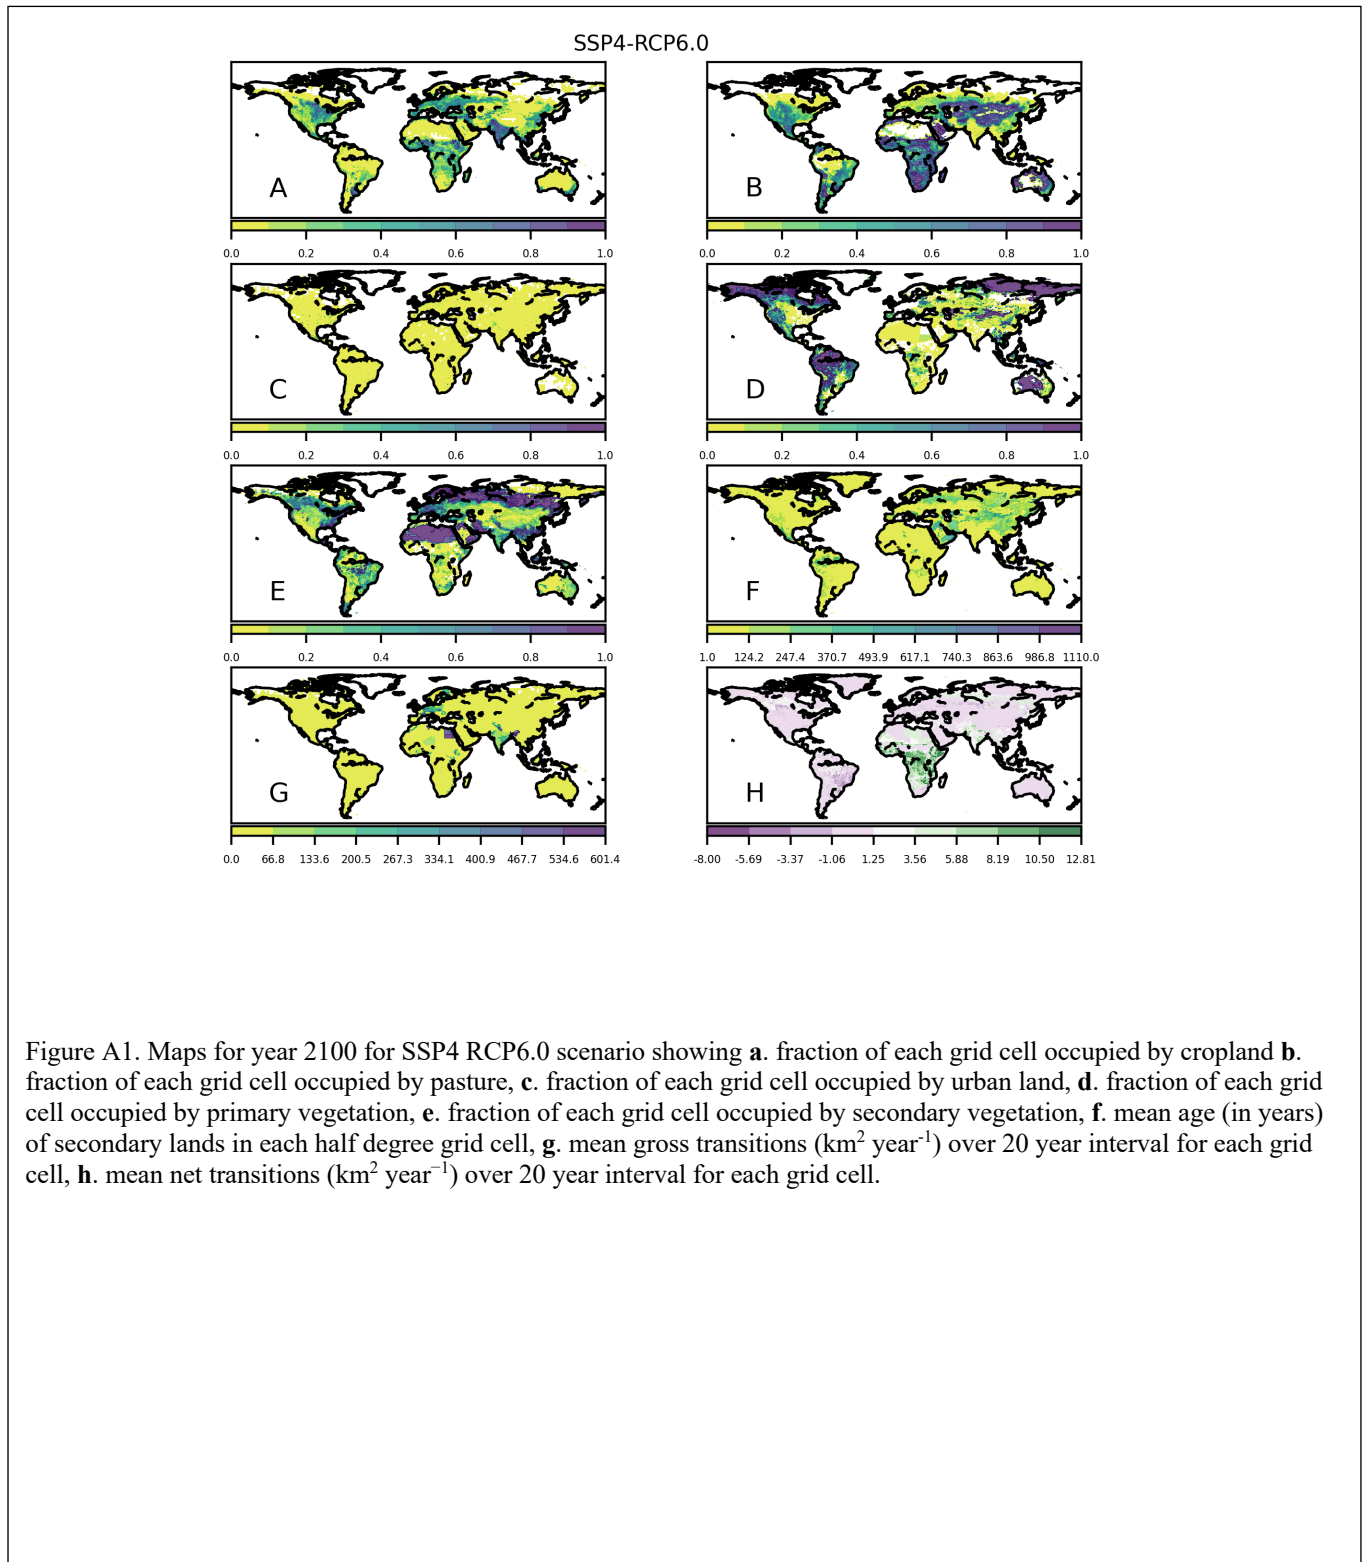 SSP4-RCP6.0
A
B
0.0 0.2 0.4 0.6 0.8 1.0
0.0 0.2 0.4 0.6 0.8 1.0
C
D
0.0 0.2 0.4 0.6 0.8 1.0
0.0 0.2 0.4 0.6 0.8 1.0
E
F
0.0 0.2 0.4 0.6 0.8 1.0
1.0 124.2 247.4 370.7 493.9 617.1 740.3 863.6 986.8 1110.0
G
H
0.0 66.8 133.6 200.5 267.3 334.1 400.9 467.7 534.6 601.4
-8.00 -5.69 -3.37 -1.06 1.25 3.56 5.88 8.19 10.50 12.81
Figure A1. Maps for year 2100 for SSP4 RCP6.0 scenario showing a. fraction of each grid cell occupied by cropland b.
fraction of each grid cell occupied by pasture, c. fraction of each grid cell occupied by urban land, d. fraction of each grid
cell occupied by primary vegetation, e. fraction of each grid cell occupied by secondary vegetation, f. mean age (in years)
of secondary lands in each half degree grid cell, g. mean gross transitions (km² year⁻¹) over 20 year interval for each grid
cell, h. mean net transitions (km² year⁻¹) over 20 year interval for each grid cell.